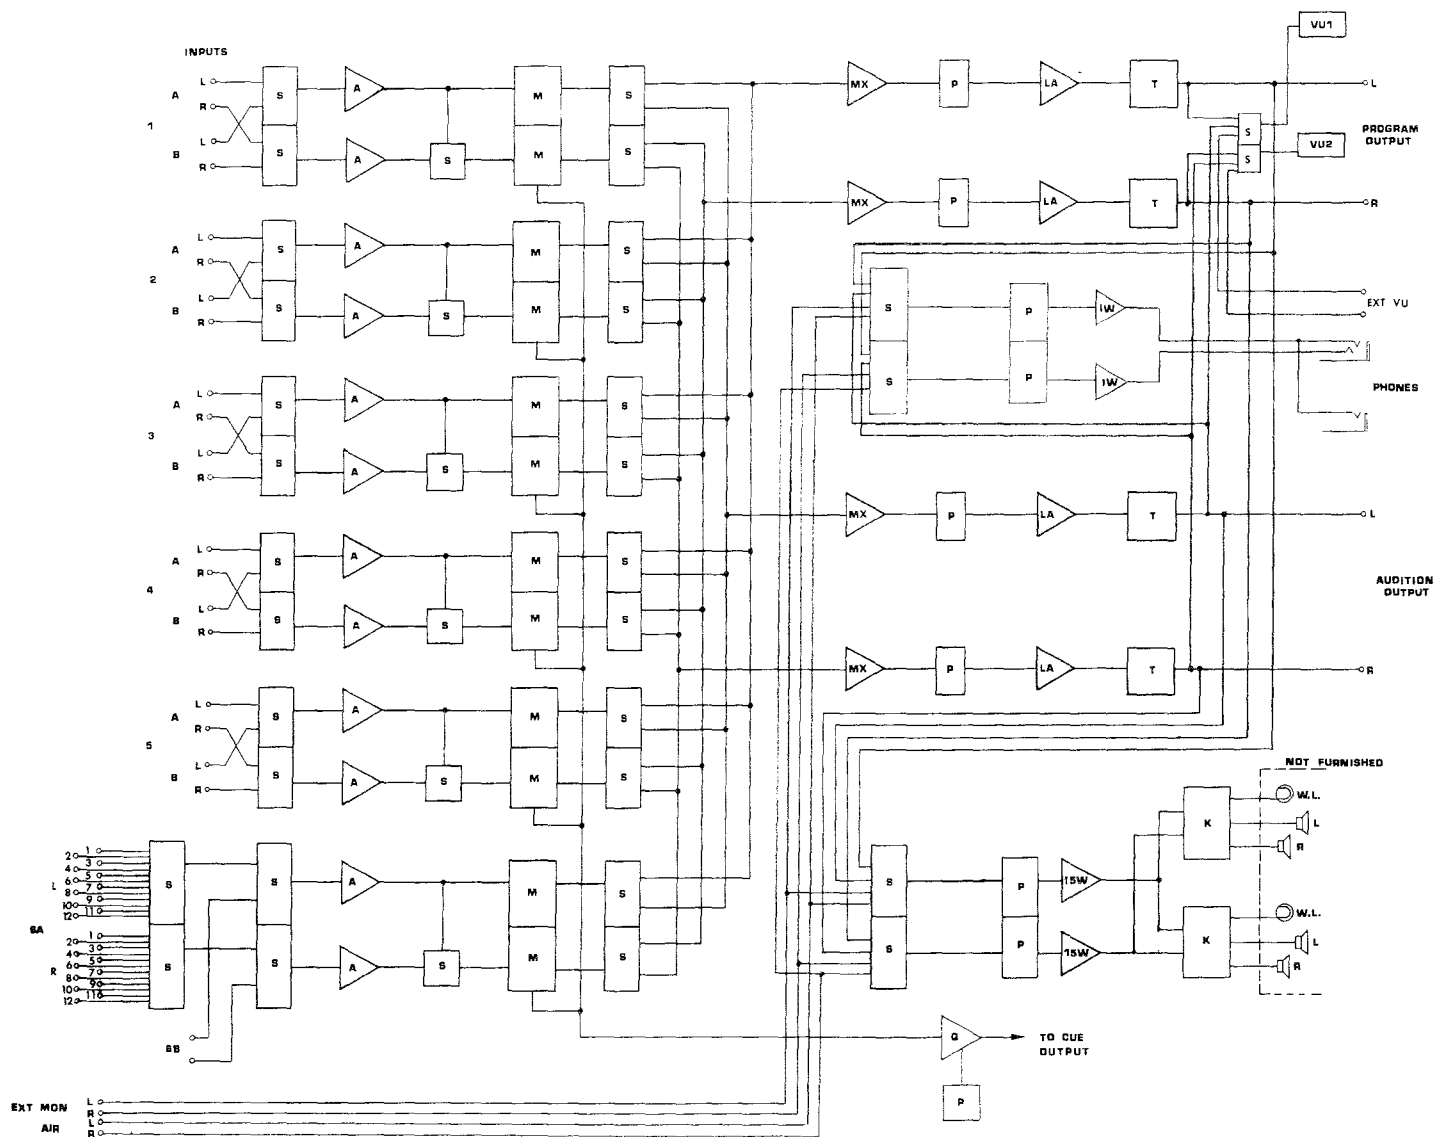 INPUTS
VU1
VU2
A L
R
1
L
B R
S A M S
S A S M S
MX P LA T L
PROGRAM
OUTPUT
S
S
MX P LA T R
A L
R
2
L
B R
S A M S
S A S M S
S P 1W
S P 1W
EXT VU
PHONES
A L
R
3
L
B R
S A M S
S A S M S
A L
R
4
L
B R
S A M S
S A S M S
MX P LA T L
AUDITION
OUTPUT
MX P LA T R
A L
R
5
L
B R
S A M S
S A S M S
NOT FURNISHED
W.L.
K L
R
W.L.
K L
R
6A
L
1
2
3
4
5
6
7
8
9
10
11
12
R
1
2
3
4
5
6
7
8
9
10
11
12
S S A M S
S S A S M S
S P 15W
S P 15W
6B
Q TO CUE
OUTPUT
P
EXT MON L
R
AIR L
R